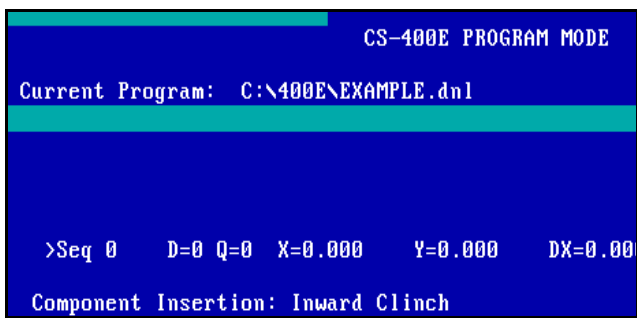 CS-400E PROGRAM MODE
Current Program: C:\400E\EXAMPLE.dnl
>Seq 0 D=0 Q=0 X=0.000 Y=0.000 DX=0.00
Component Insertion: Inward Clinch